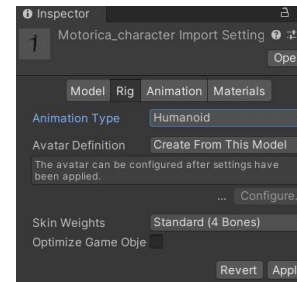 Inspector
Motorica_character Import Setting
Ope
Model Rig Animation Materials
Animation Type Humanoid
Avatar Definition Create From This Model
The avatar can be configured after settings have
been applied.
... Configure.
Skin Weights Standard (4 Bones)
Optimize Game Obje
Revert Appl